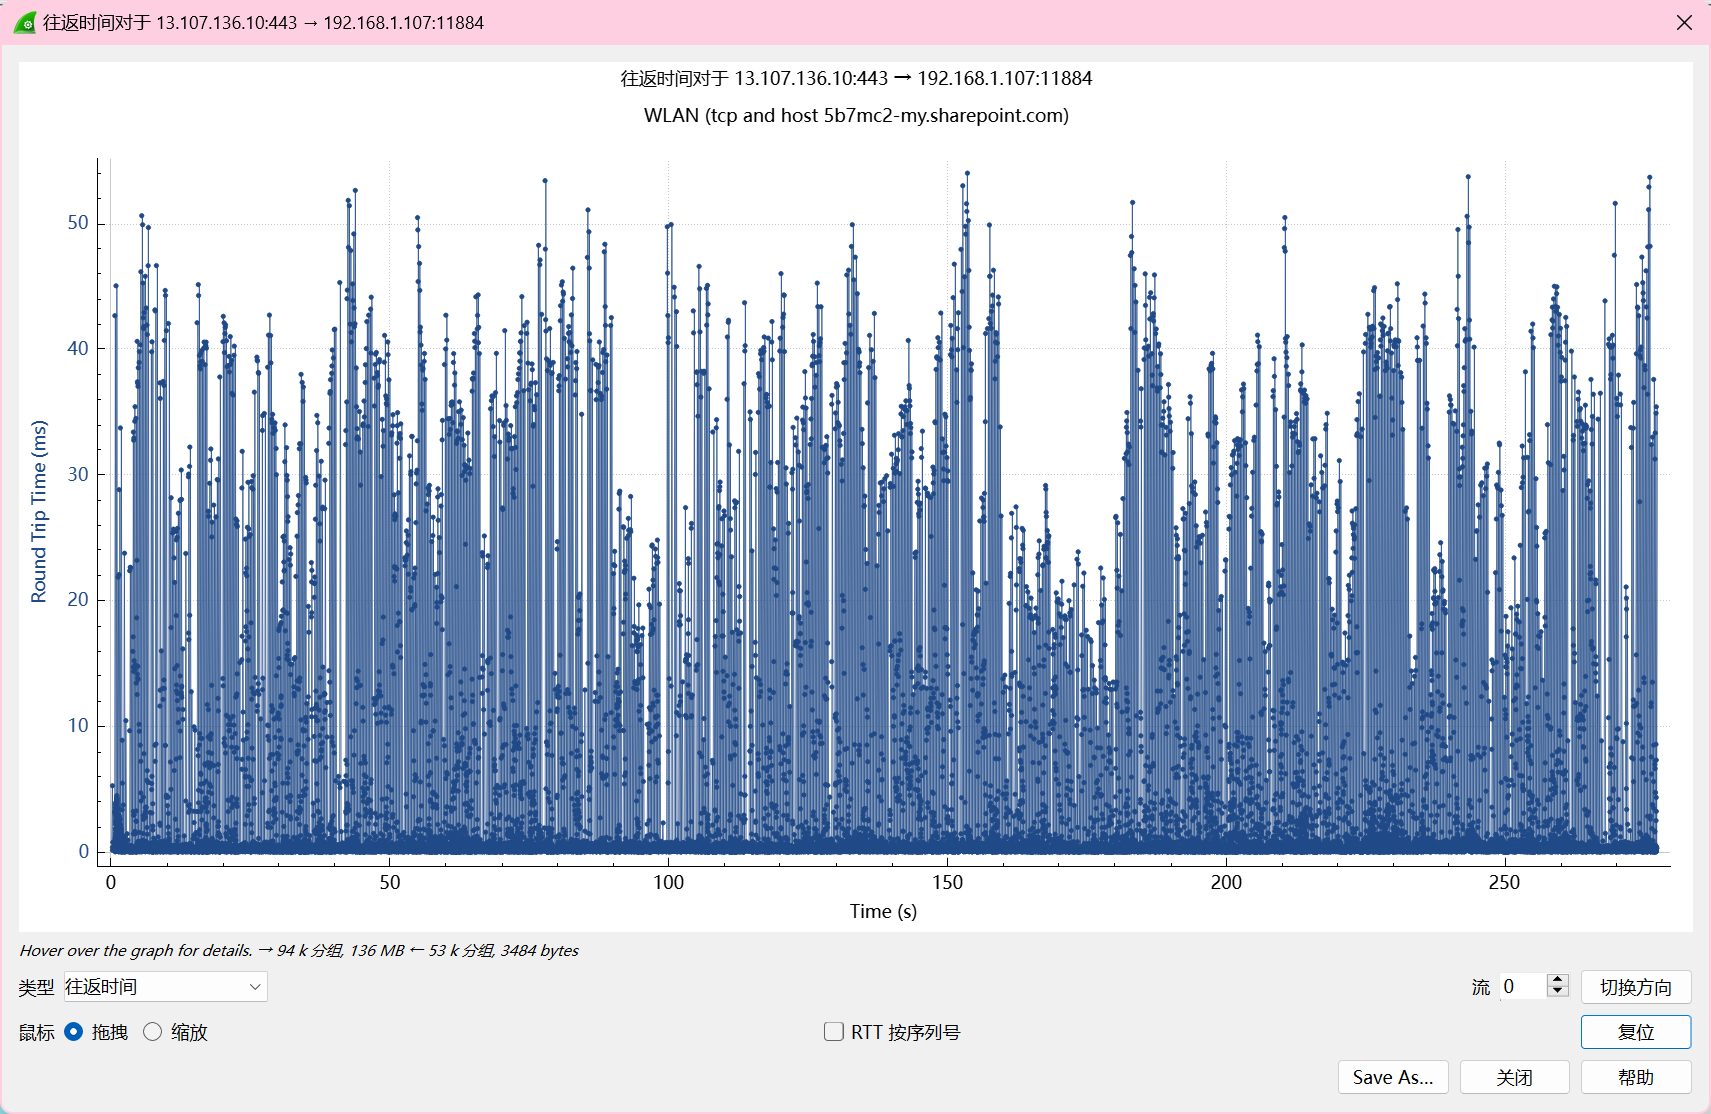 往返时间对于 13.107.136.10:443 → 192.168.1.107:11884
往返时间对于 13.107.136.10:443 → 192.168.1.107:11884
WLAN (tcp and host 5b7mc2-my.sharepoint.com)
Round Trip Time (ms)
50
40
30
20
10
0
0 50 100 150 200 250
Time (s)
Hover over the graph for details. → 94 k 分组, 136 MB ← 53 k 分组, 3484 bytes
类型 往返时间 流 0 切换方向
鼠标 拖拽 缩放 RTT 按序列号 复位
Save As... 关闭 帮助